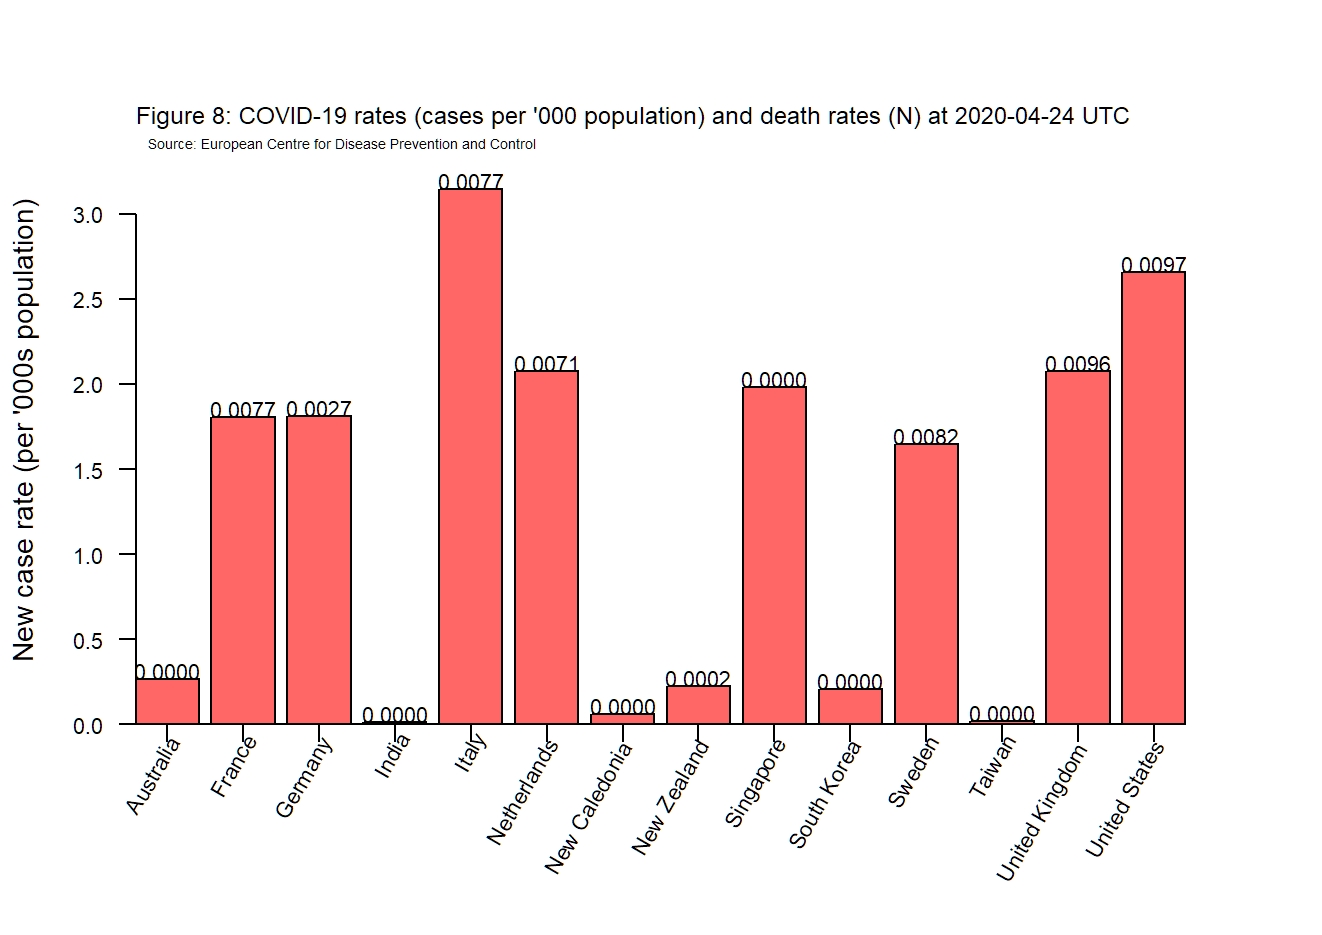 Figure 8: COVID-19 rates (cases per '000 population) and death rates (N) at 2020-04-24 UTC
Source: European Centre for Disease Prevention and Control
New case rate (per '000s population)
3.0
2.5
2.0
1.5
1.0
0.5
0.0
0.0000
0.0077
0.0027
0.0000
0.0077
0.0071
0.0000
0.0002
0.0000
0.0000
0.0082
0.0000
0.0096
0.0097
Australia
France
Germany
India
Italy
Netherlands
New Caledonia
New Zealand
Singapore
South Korea
Sweden
Taiwan
United Kingdom
United States